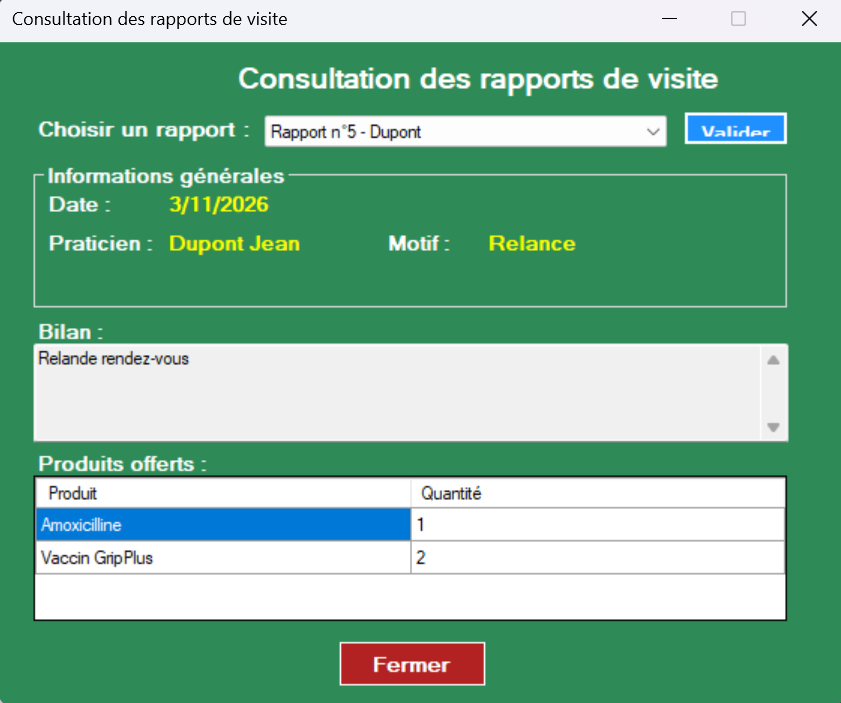 Consultation des rapports de visite
Consultation des rapports de visite
Choisir un rapport : Rapport n°5 - Dupont Valider
Informations générales
Date : 3/11/2026
Praticien : Dupont Jean Motif : Relance
Bilan :
Relande rendez-vous
Produits offerts :
Produit Quantité
Amoxicilline 1
Vaccin GripPlus 2
Fermer